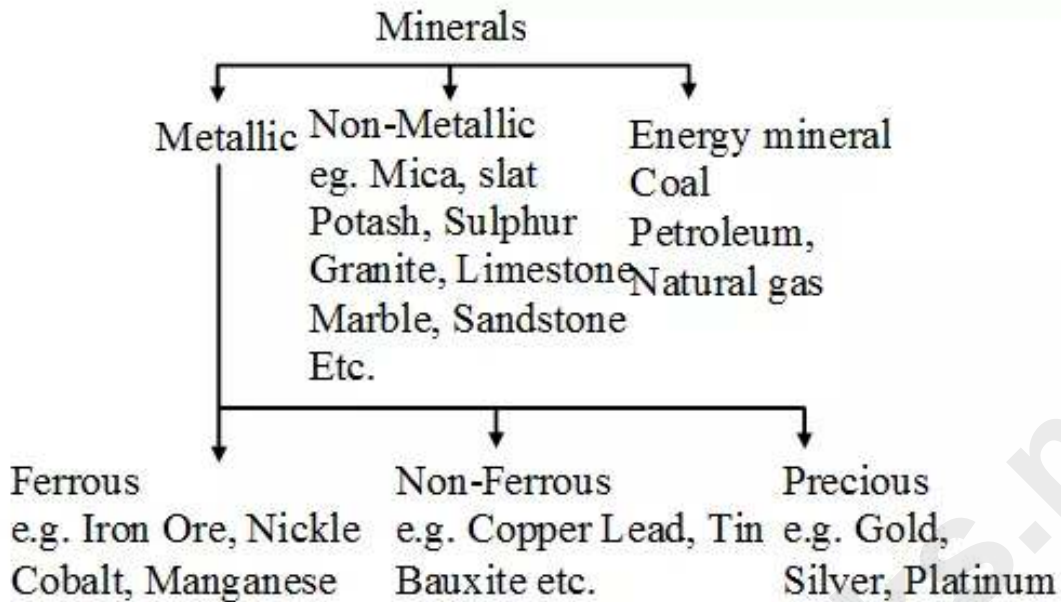 Minerals
Metallic
Non-Metallic
eg. Mica, slat
Potash, Sulphur
Granite, Limestone
Marble, Sandstone
Etc.
Energy mineral
Coal
Petroleum,
Natural gas
Ferrous
e.g. Iron Ore, Nickle
Cobalt, Manganese
Non-Ferrous
e.g. Copper Lead, Tin
Bauxite etc.
Precious
e.g. Gold,
Silver, Platinum